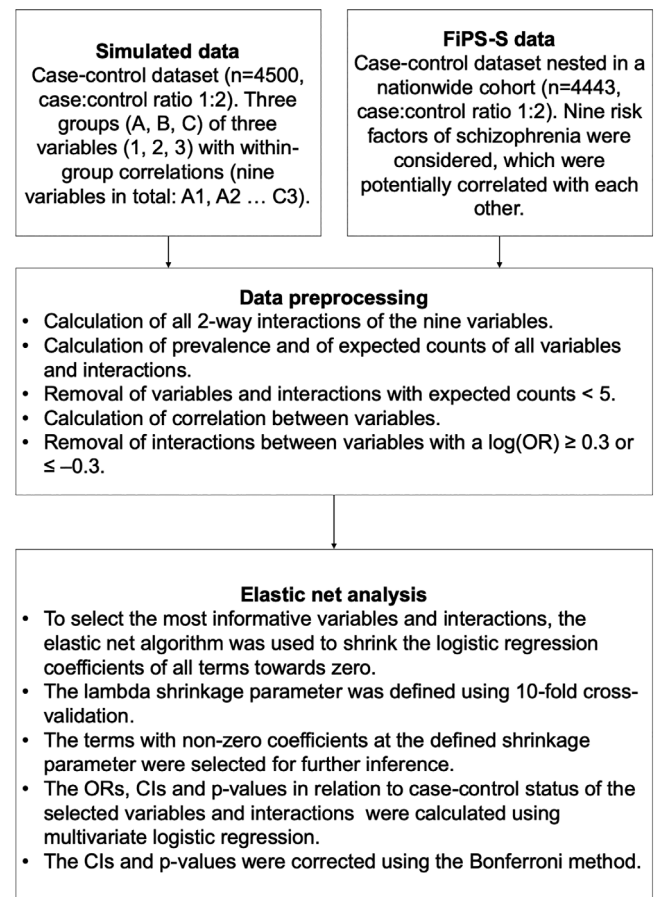 Simulated data
Case-control dataset (n=4500,
case:control ratio 1:2). Three
groups (A, B, C) of three
variables (1, 2, 3) with within-
group correlations (nine
variables in total: A1, A2 … C3).
FiPS-S data
Case-control dataset nested in a
nationwide cohort (n=4443,
case:control ratio 1:2). Nine risk
factors of schizophrenia were
considered, which were
potentially correlated with each
other.
Data preprocessing
• Calculation of all 2-way interactions of the nine variables.
• Calculation of prevalence and of expected counts of all variables
and interactions.
• Removal of variables and interactions with expected counts < 5.
• Calculation of correlation between variables.
• Removal of interactions between variables with a log(OR) ≥ 0.3 or
≤ –0.3.
Elastic net analysis
• To select the most informative variables and interactions, the
elastic net algorithm was used to shrink the logistic regression
coefficients of all terms towards zero.
• The lambda shrinkage parameter was defined using 10-fold cross-
validation.
• The terms with non-zero coefficients at the defined shrinkage
parameter were selected for further inference.
• The ORs, CIs and p-values in relation to case-control status of the
selected variables and interactions were calculated using
multivariate logistic regression.
• The CIs and p-values were corrected using the Bonferroni method.